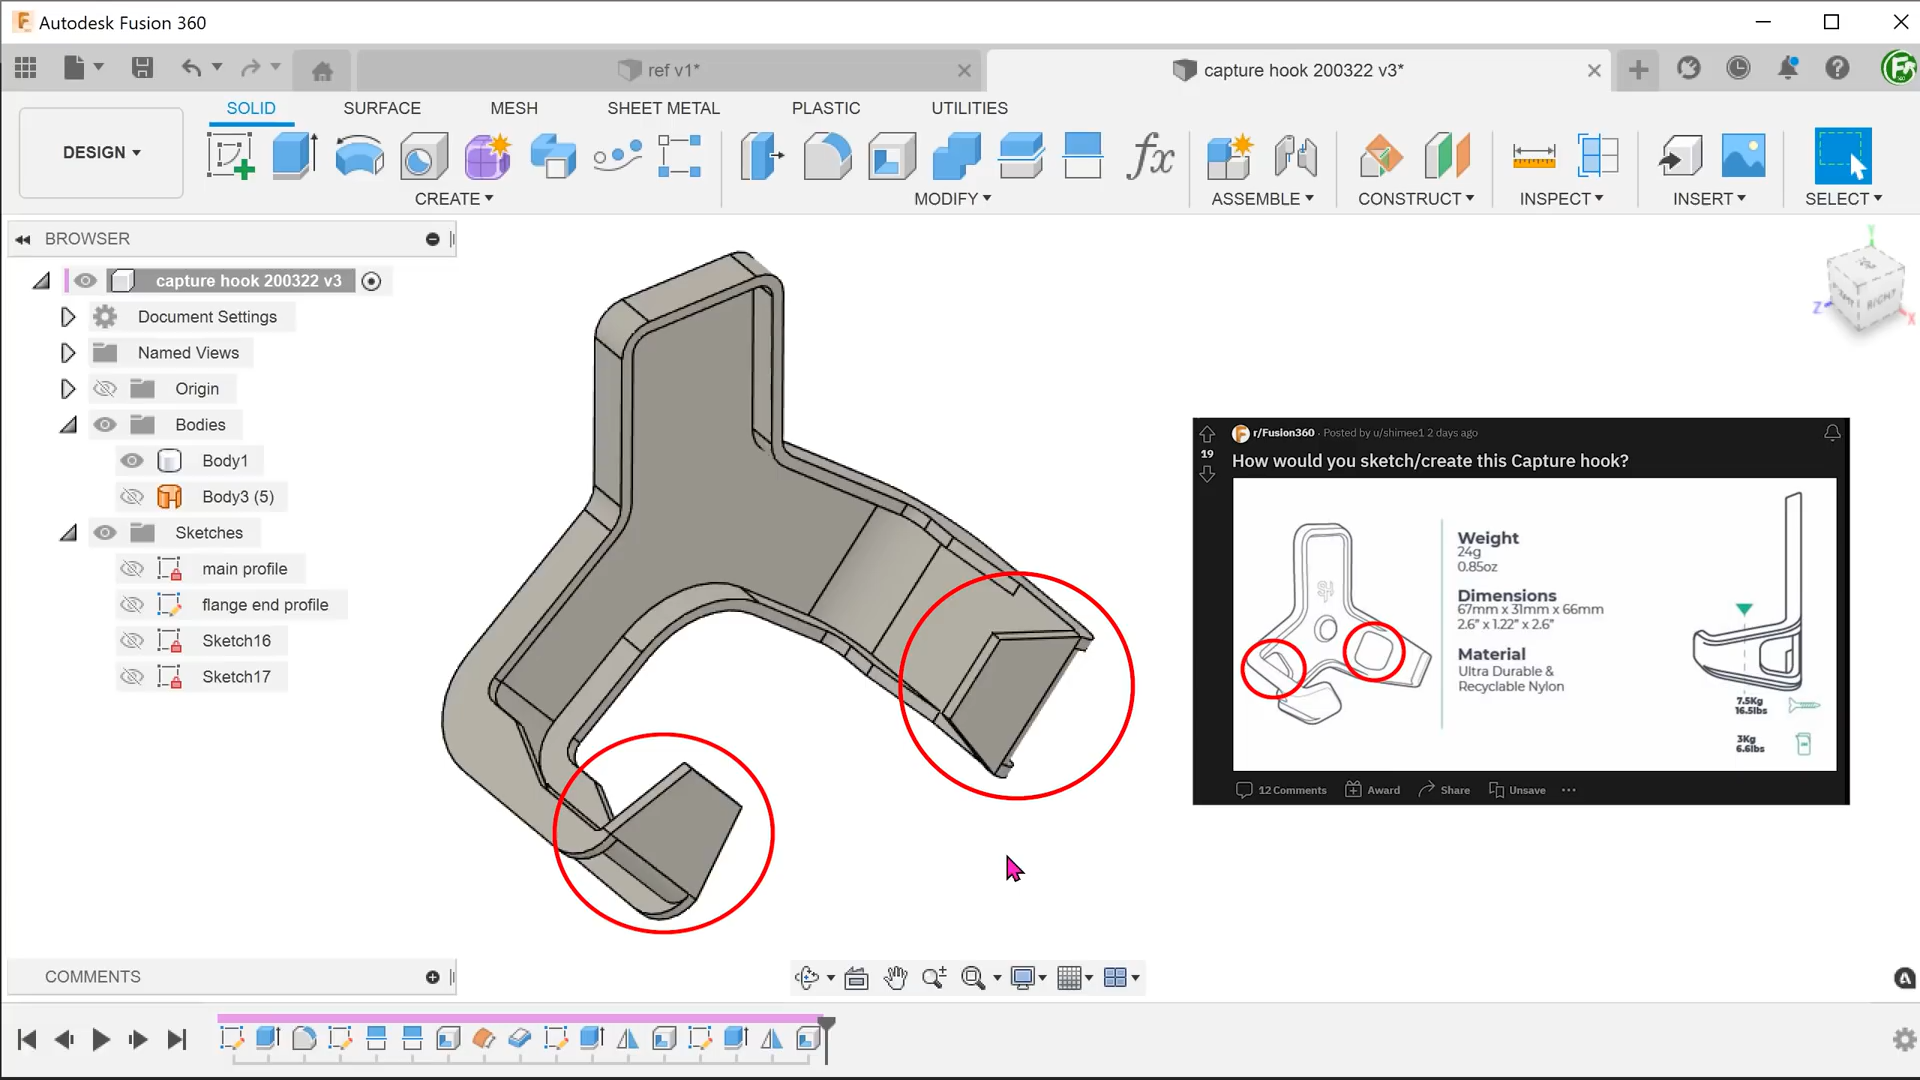 Autodesk Fusion 360
ref v1*
capture hook 200322 v3*
SOLID
SURFACE
MESH
SHEET METAL
PLASTIC
UTILITIES
DESIGN
CREATE
MODIFY
ASSEMBLE
CONSTRUCT
INSPECT
INSERT
SELECT
fx
BROWSER
capture hook 200322 v3
Document Settings
Named Views
Origin
Bodies
Body1
Body3 (5)
Sketches
main profile
flange end profile
Sketch16
Sketch17
COMMENTS
Y
Z
X
RIGHT
r/Fusion360 · Posted by u/shimee1 2 days ago
19
How would you sketch/create this Capture hook?
Weight
24g
0.85oz
Dimensions
67mm x 31mm x 66mm
2.6" x 1.22" x 2.6"
Material
Ultra Durable &
Recyclable Nylon
7.5Kg
16.5lbs
3Kg
6.6lbs
12 Comments
Award
Share
Unsave